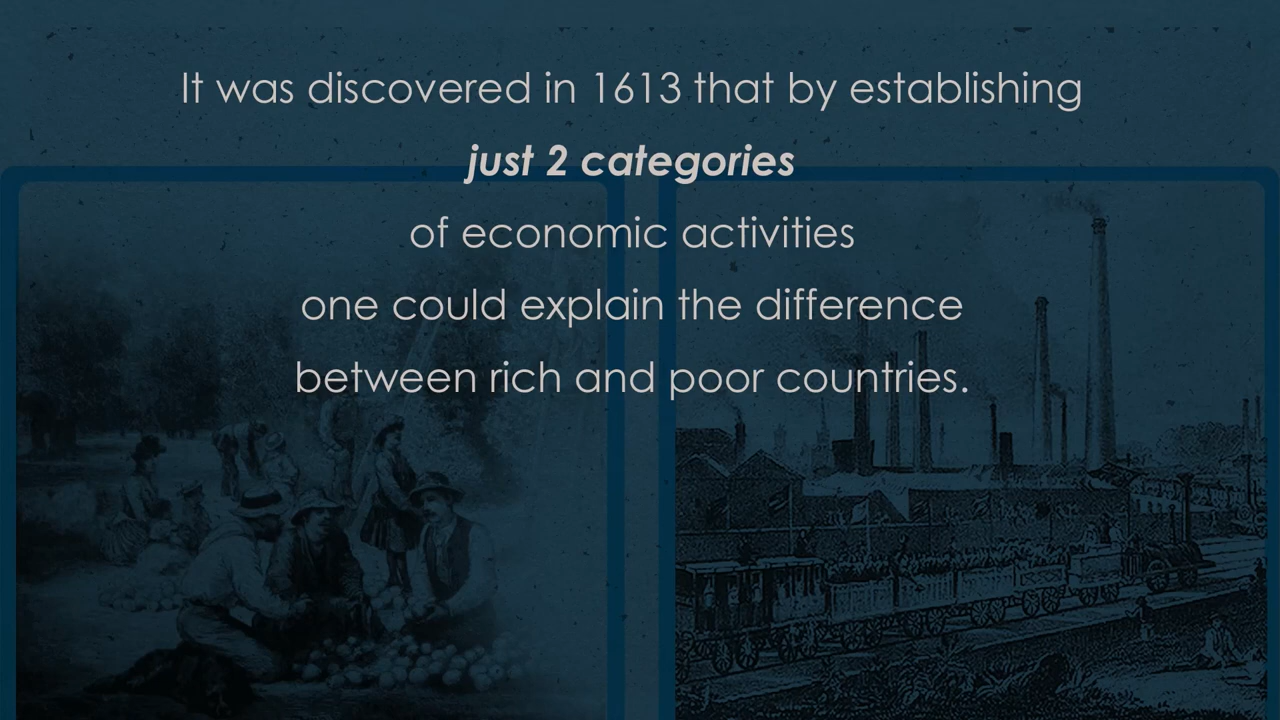 It was discovered in 1613 that by establishing
just 2 categories
of economic activities
one could explain the difference
between rich and poor countries.